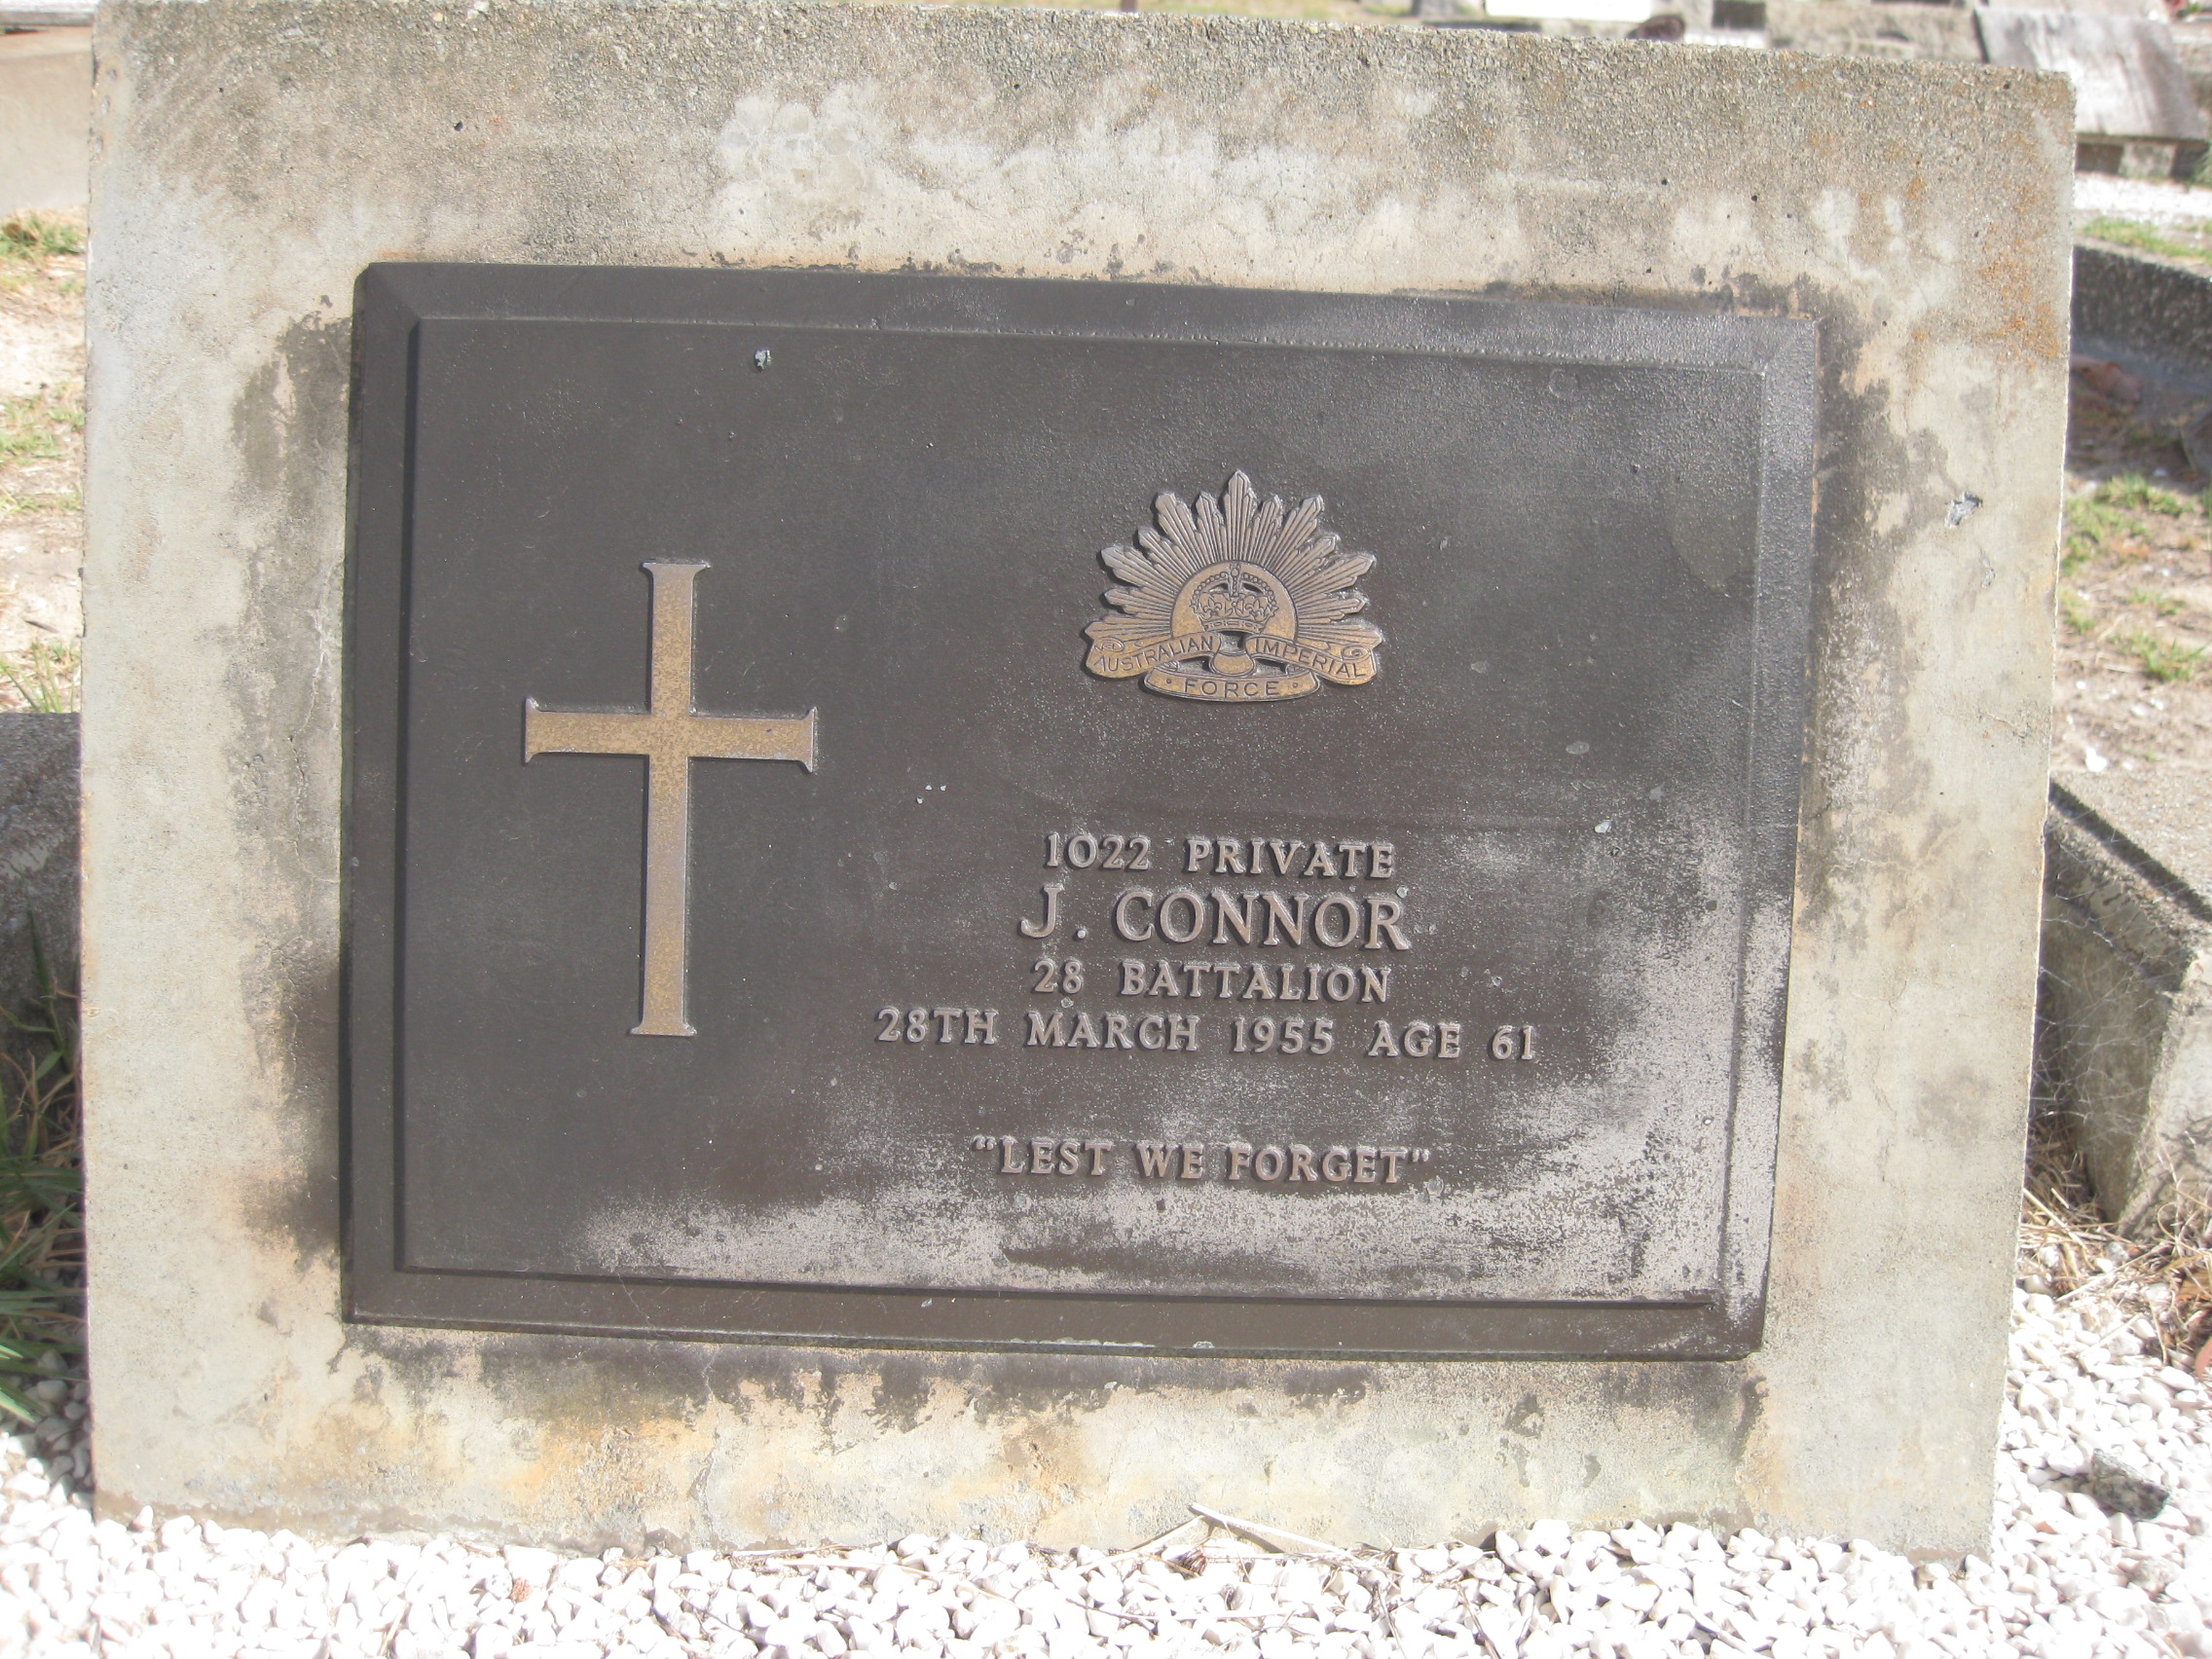 AUSTRALIAN IMPERIAL
FORCE
1022 PRIVATE
J. CONNOR
28 BATTALION
28TH MARCH 1955 AGE 61
"LEST WE FORGET"